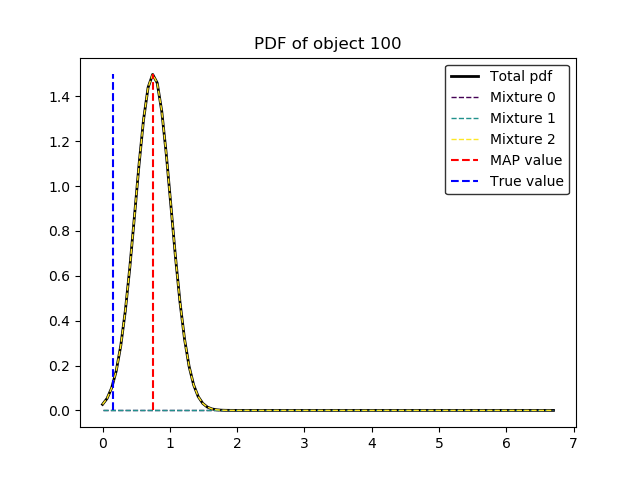 PDF of object 100
Total pdf
Mixture 0
Mixture 1
Mixture 2
MAP value
True value
1.4
1.2
1.0
0.8
0.6
0.4
0.2
0.0
0 1 2 3 4 5 6 7